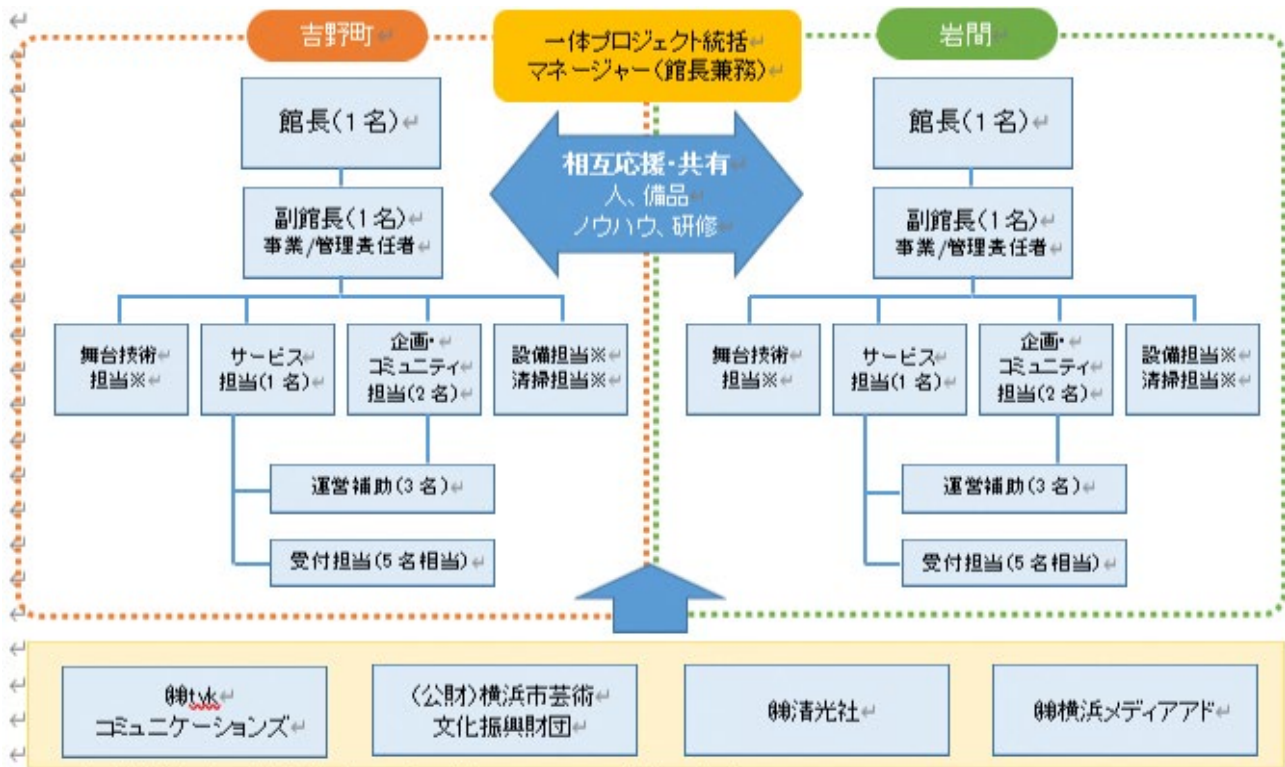 吉野町
一体プロジェクト統括
マネージャー(館長兼務)
岩間
館長(1名)
副館長(1名)
事業/管理責任者
舞台技術
担当※
サービス
担当(1名)
企画・
コミュニティ
担当(2名)
設備担当※
清掃担当※
運営補助(3名)
受付担当(5名相当)
相互応援・共有
人、備品
ノウハウ、研修
館長(1名)
副館長(1名)
事業/管理責任者
舞台技術
担当※
サービス
担当(1名)
企画・
コミュニティ
担当(2名)
設備担当※
清掃担当※
運営補助(3名)
受付担当(5名相当)
㈱tvk
コミュニケーションズ
(公財)横浜市芸術
文化振興財団
㈱清光社
㈱横浜メディアアド